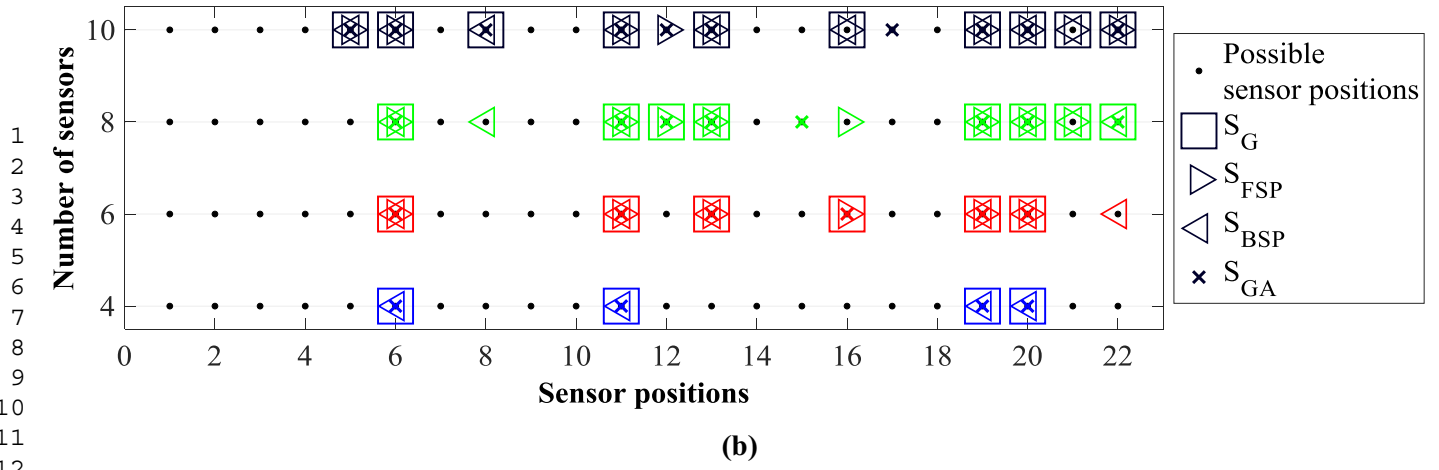 10
8
6
4
Number of sensors
0 2 4 6 8 10 12 14 16 18 20 22
Sensor positions
(b)
Possible
sensor positions
S_G
S_FSP
S_BSP
S_GA
1
2
3
4
5
6
7
8
9
10
11
12